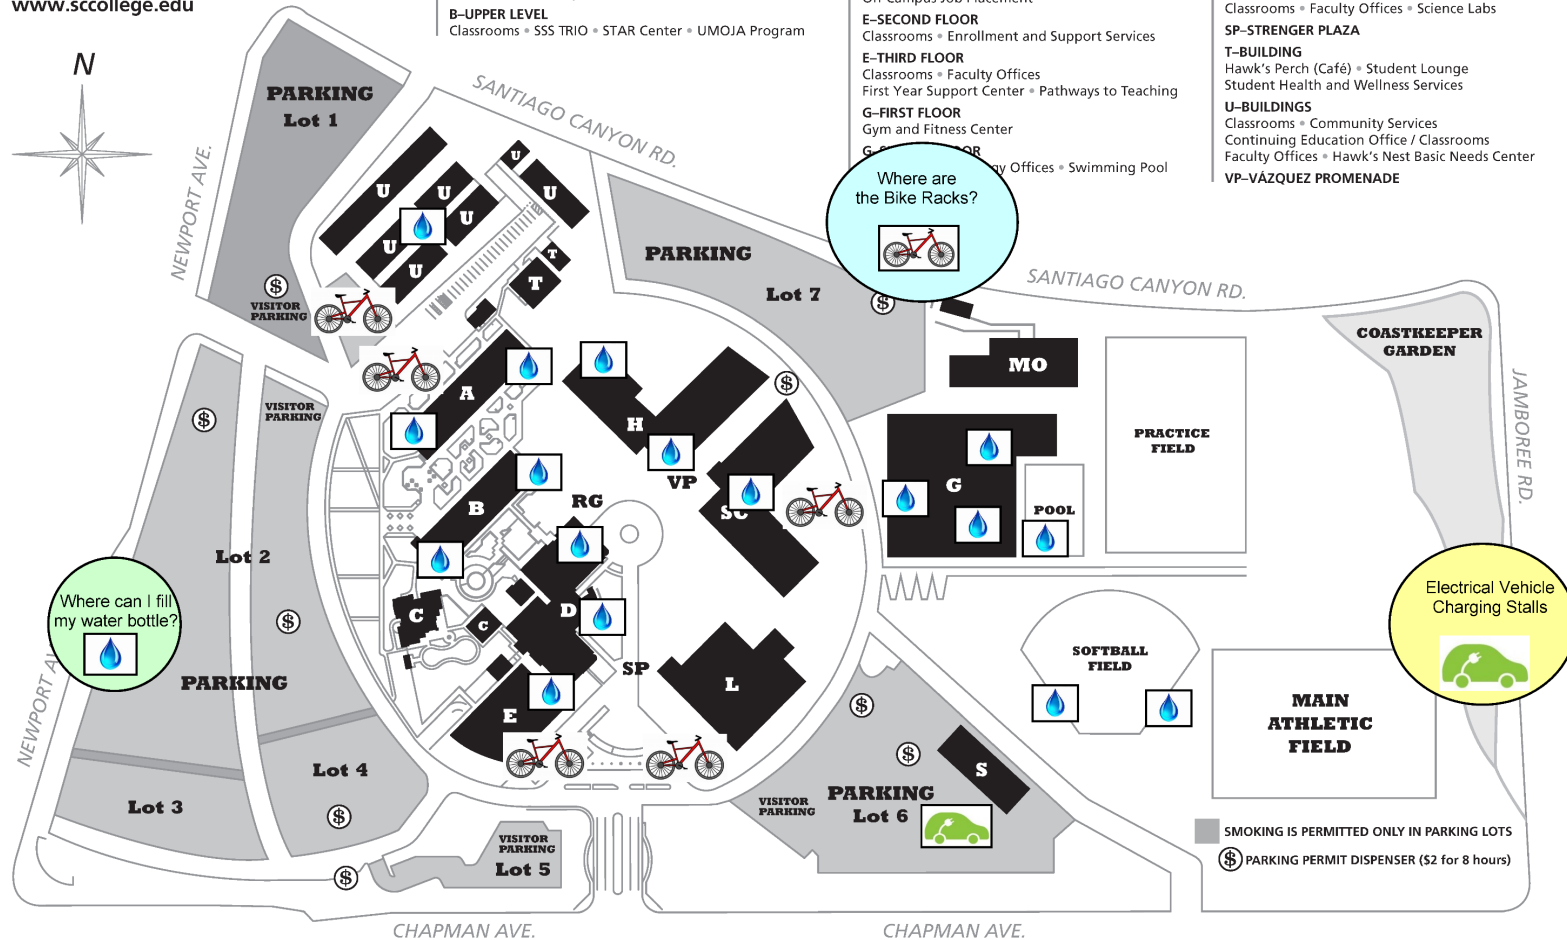 www.sccollege.edu
B–UPPER LEVEL
Classrooms • SSS TRIO • STAR Center • UMOJA Program
E–SECOND FLOOR
Classrooms • Enrollment and Support Services
E–THIRD FLOOR
Classrooms • Faculty Offices
First Year Support Center • Pathways to Teaching
G–FIRST FLOOR
Gym and Fitness Center
Offices • Swimming Pool
Classrooms • Faculty Offices • Science Labs
SP–STRENGER PLAZA
T–BUILDING
Hawk's Perch (Café) • Student Lounge
Student Health and Wellness Services
U–BUILDINGS
Classrooms • Community Services
Continuing Education Office / Classrooms
Faculty Offices • Hawk's Nest Basic Needs Center
VP–VÁZQUEZ PROMENADE
N
PARKING
Lot 1
NEWPORT AVE.
SANTIAGO CANYON RD.
U
U
U
U
U
U
U
T
T
$
VISITOR
PARKING
PARKING
Lot 7
$
Where are
the Bike Racks?
SANTIAGO CANYON RD.
COASTKEEPER
GARDEN
JAMBOREE RD.
MO
PRACTICE
FIELD
$
VISITOR
PARKING
A
H
$
VP
B
RG
SC
G
POOL
Lot 2
Where can I fill
my water bottle?
$
PARKING
NEWPORT
C
C
D
SP
L
E
SOFTBALL
FIELD
Electrical Vehicle
Charging Stalls
MAIN
ATHLETIC
FIELD
$
$
S
Lot 4
Lot 3
$
VISITOR
PARKING
PARKING
Lot 6
VISITOR
PARKING
Lot 5
$
SMOKING IS PERMITTED ONLY IN PARKING LOTS
$ PARKING PERMIT DISPENSER ($2 for 8 hours)
CHAPMAN AVE.
CHAPMAN AVE.